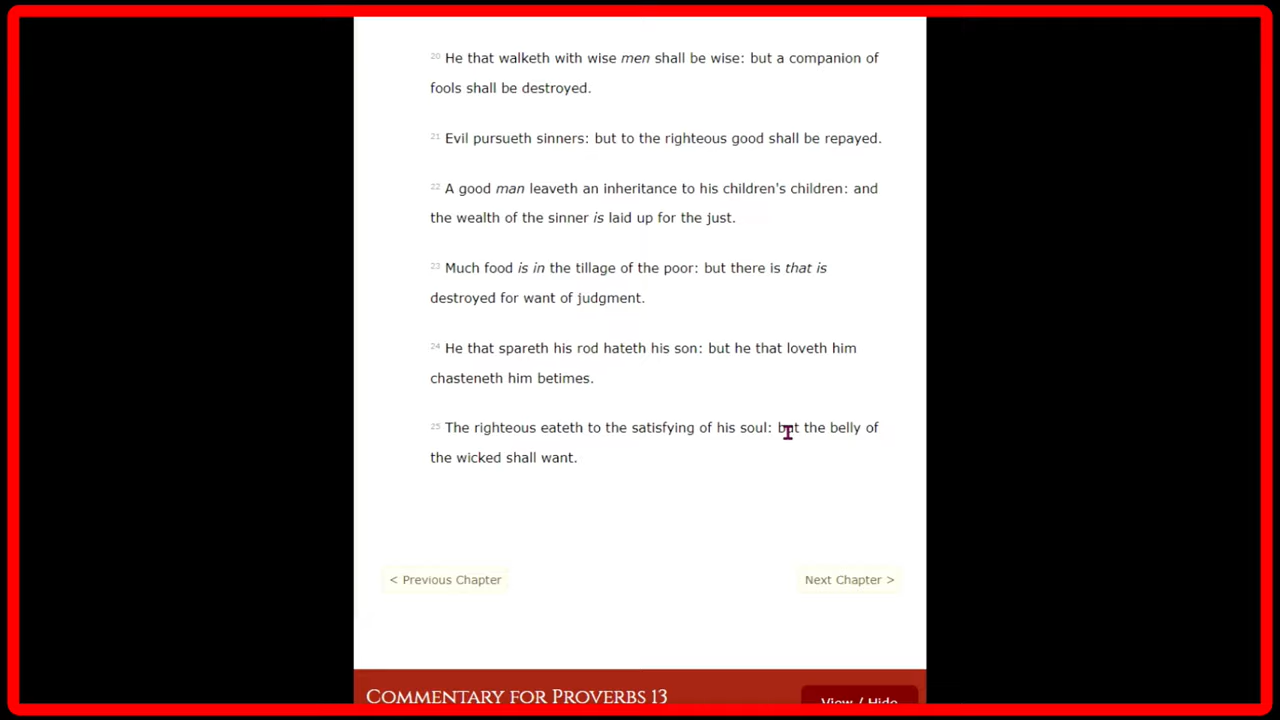 20 He that walketh with wise men shall be wise: but a companion of
fools shall be destroyed.
21 Evil pursueth sinners: but to the righteous good shall be repayed.
22 A good man leaveth an inheritance to his children's children: and
the wealth of the sinner is laid up for the just.
23 Much food is in the tillage of the poor: but there is that is
destroyed for want of judgment.
24 He that spareth his rod hateth his son: but he that loveth him
chasteneth him betimes.
25 The righteous eateth to the satisfying of his soul: but the belly of
the wicked shall want.
< Previous Chapter
Next Chapter >
Commentary for Proverbs 13
View / Hide